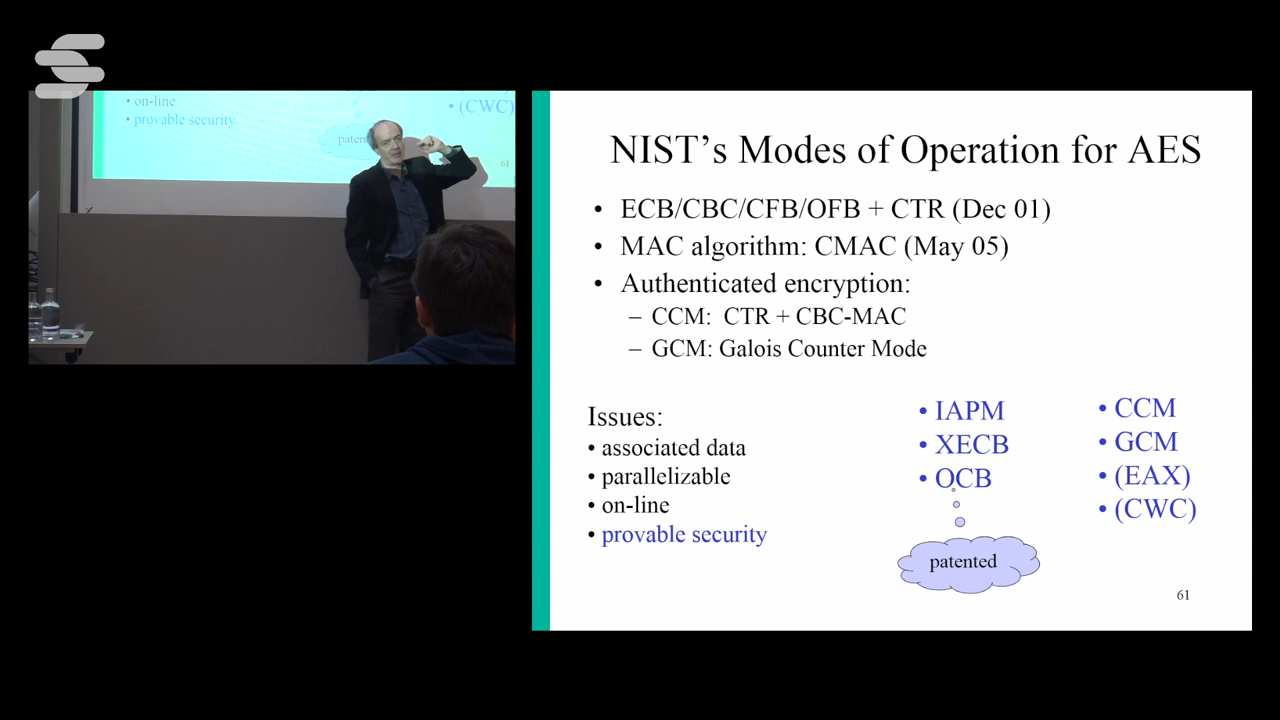 • on-line
• provable security
• (CWC)
61
NIST’s Modes of Operation for AES
• ECB/CBC/CFB/OFB + CTR (Dec 01)
• MAC algorithm: CMAC (May 05)
• Authenticated encryption:
– CCM: CTR + CBC-MAC
– GCM: Galois Counter Mode
Issues:
• associated data
• parallelizable
• on-line
• provable security
• IAPM
• XECB
• OCB
patented
• CCM
• GCM
• (EAX)
• (CWC)
61